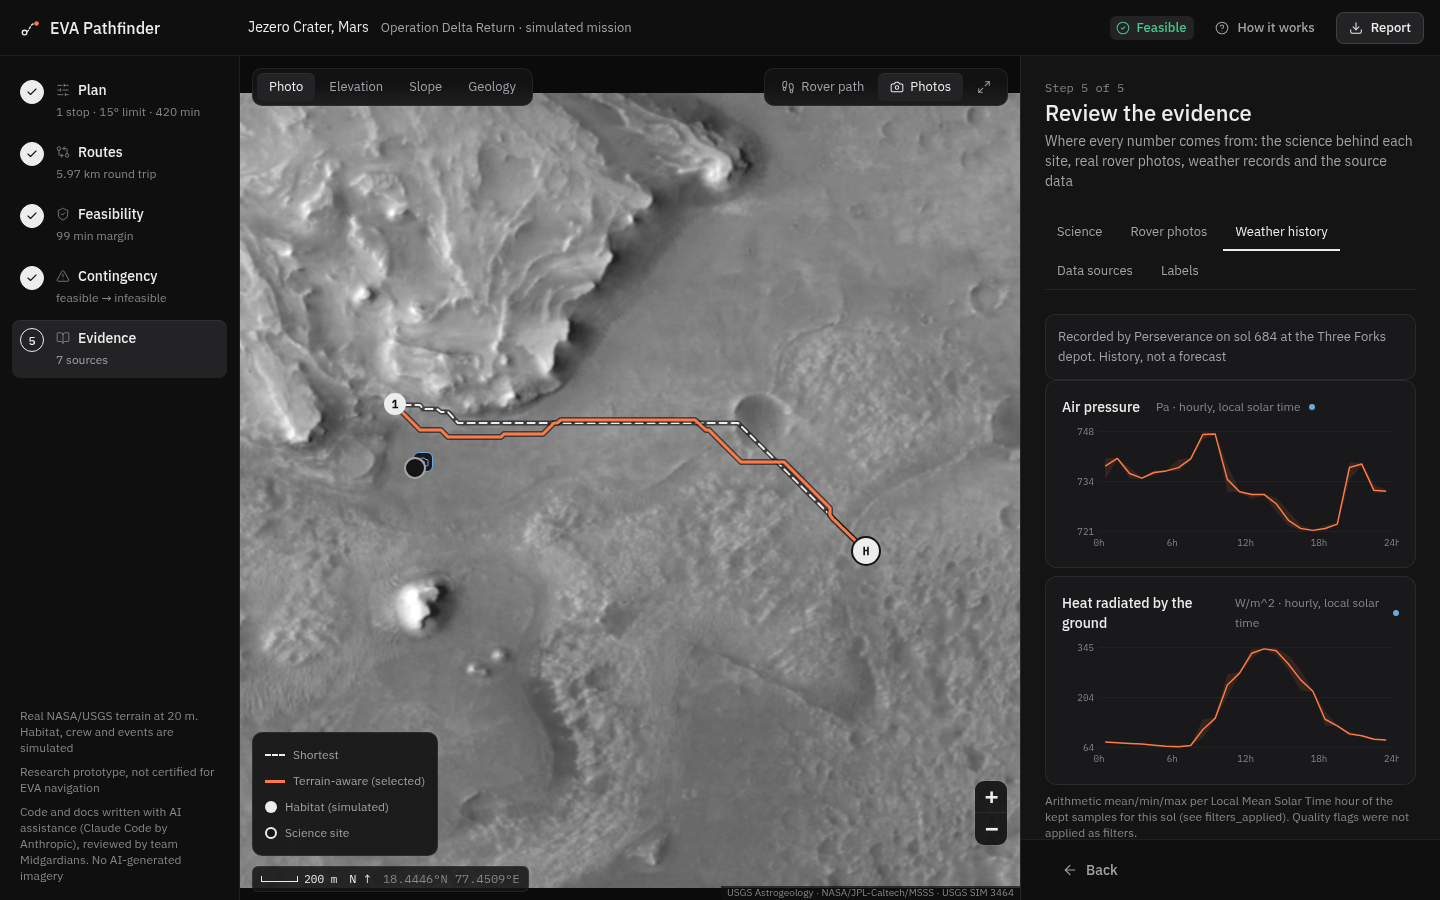 EVA Pathfinder
Jezero Crater, Mars
Operation Delta Return · simulated mission
Feasible
How it works
Report
Plan
1 stop · 15° limit · 420 min
Routes
5.97 km round trip
Feasibility
99 min margin
Contingency
feasible → infeasible
5
Evidence
7 sources
Real NASA/USGS terrain at 20 m.
Habitat, crew and events are
simulated
Research prototype, not certified for
EVA navigation
Code and docs written with AI
assistance (Claude Code by
Anthropic), reviewed by team
Midgardians. No AI-generated
imagery
Photo
Elevation
Slope
Geology
Rover path
Photos
1
H
Shortest
Terrain-aware (selected)
Habitat (simulated)
Science site
200 m N ↑ 18.4446°N 77.4509°E
+
−
USGS Astrogeology · NASA/JPL-Caltech/MSSS · USGS SIM 3464
Step 5 of 5
Review the evidence
Where every number comes from: the science behind each
site, real rover photos, weather records and the source
data
Science
Rover photos
Weather history
Data sources
Labels
Recorded by Perseverance on sol 684 at the Three Forks
depot. History, not a forecast
Air pressure
Pa · hourly, local solar time
748
734
721
0h 6h 12h 18h 24h
Heat radiated by the
ground
W/m^2 · hourly, local solar
time
345
204
64
0h 6h 12h 18h 24h
Arithmetic mean/min/max per Local Mean Solar Time hour of the
kept samples for this sol (see filters_applied). Quality flags were not
applied as filters.
← Back